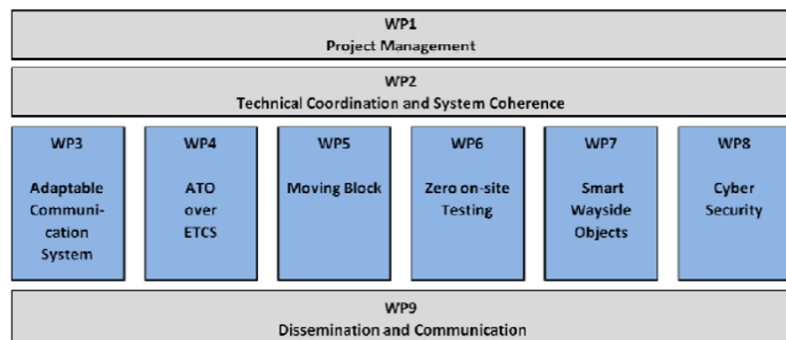 WP1
Project Management
WP2
Technical Coordination and System Coherence
WP3
Adaptable
Communi-
cation
System
WP4
ATO
over
ETCS
WP5
Moving Block
WP6
Zero on-site
Testing
WP7
Smart
Wayside
Objects
WP8
Cyber
Security
WP9
Dissemination and Communication